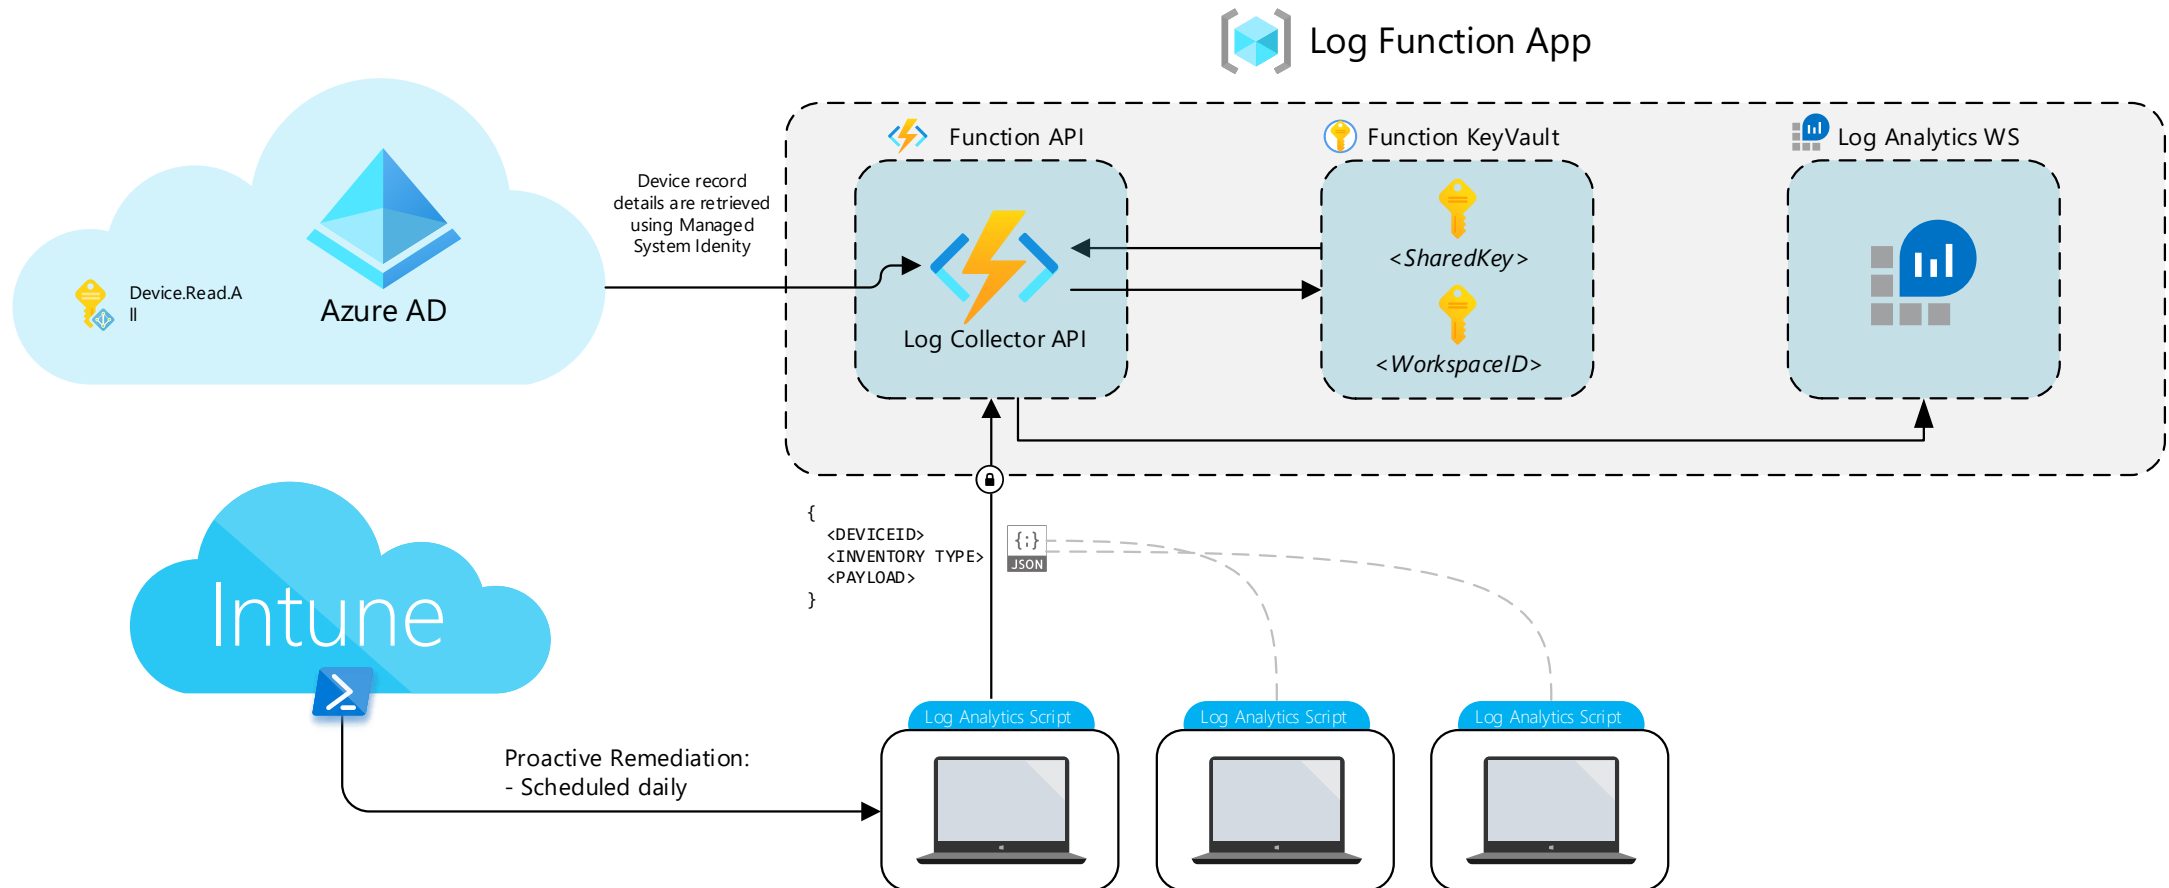 Log Function App
Function API
Function KeyVault
Log Analytics WS
Device record
details are retrieved
using Managed
System Idenity
<SharedKey>
Device.Read.A
ll
Azure AD
Log Collector API
<WorkspaceID>
{
<DEVICEID>
<INVENTORY TYPE>
<PAYLOAD>
}
{;}
JSON
Intune
Log Analytics Script
Log Analytics Script
Log Analytics Script
Proactive Remediation:
- Scheduled daily